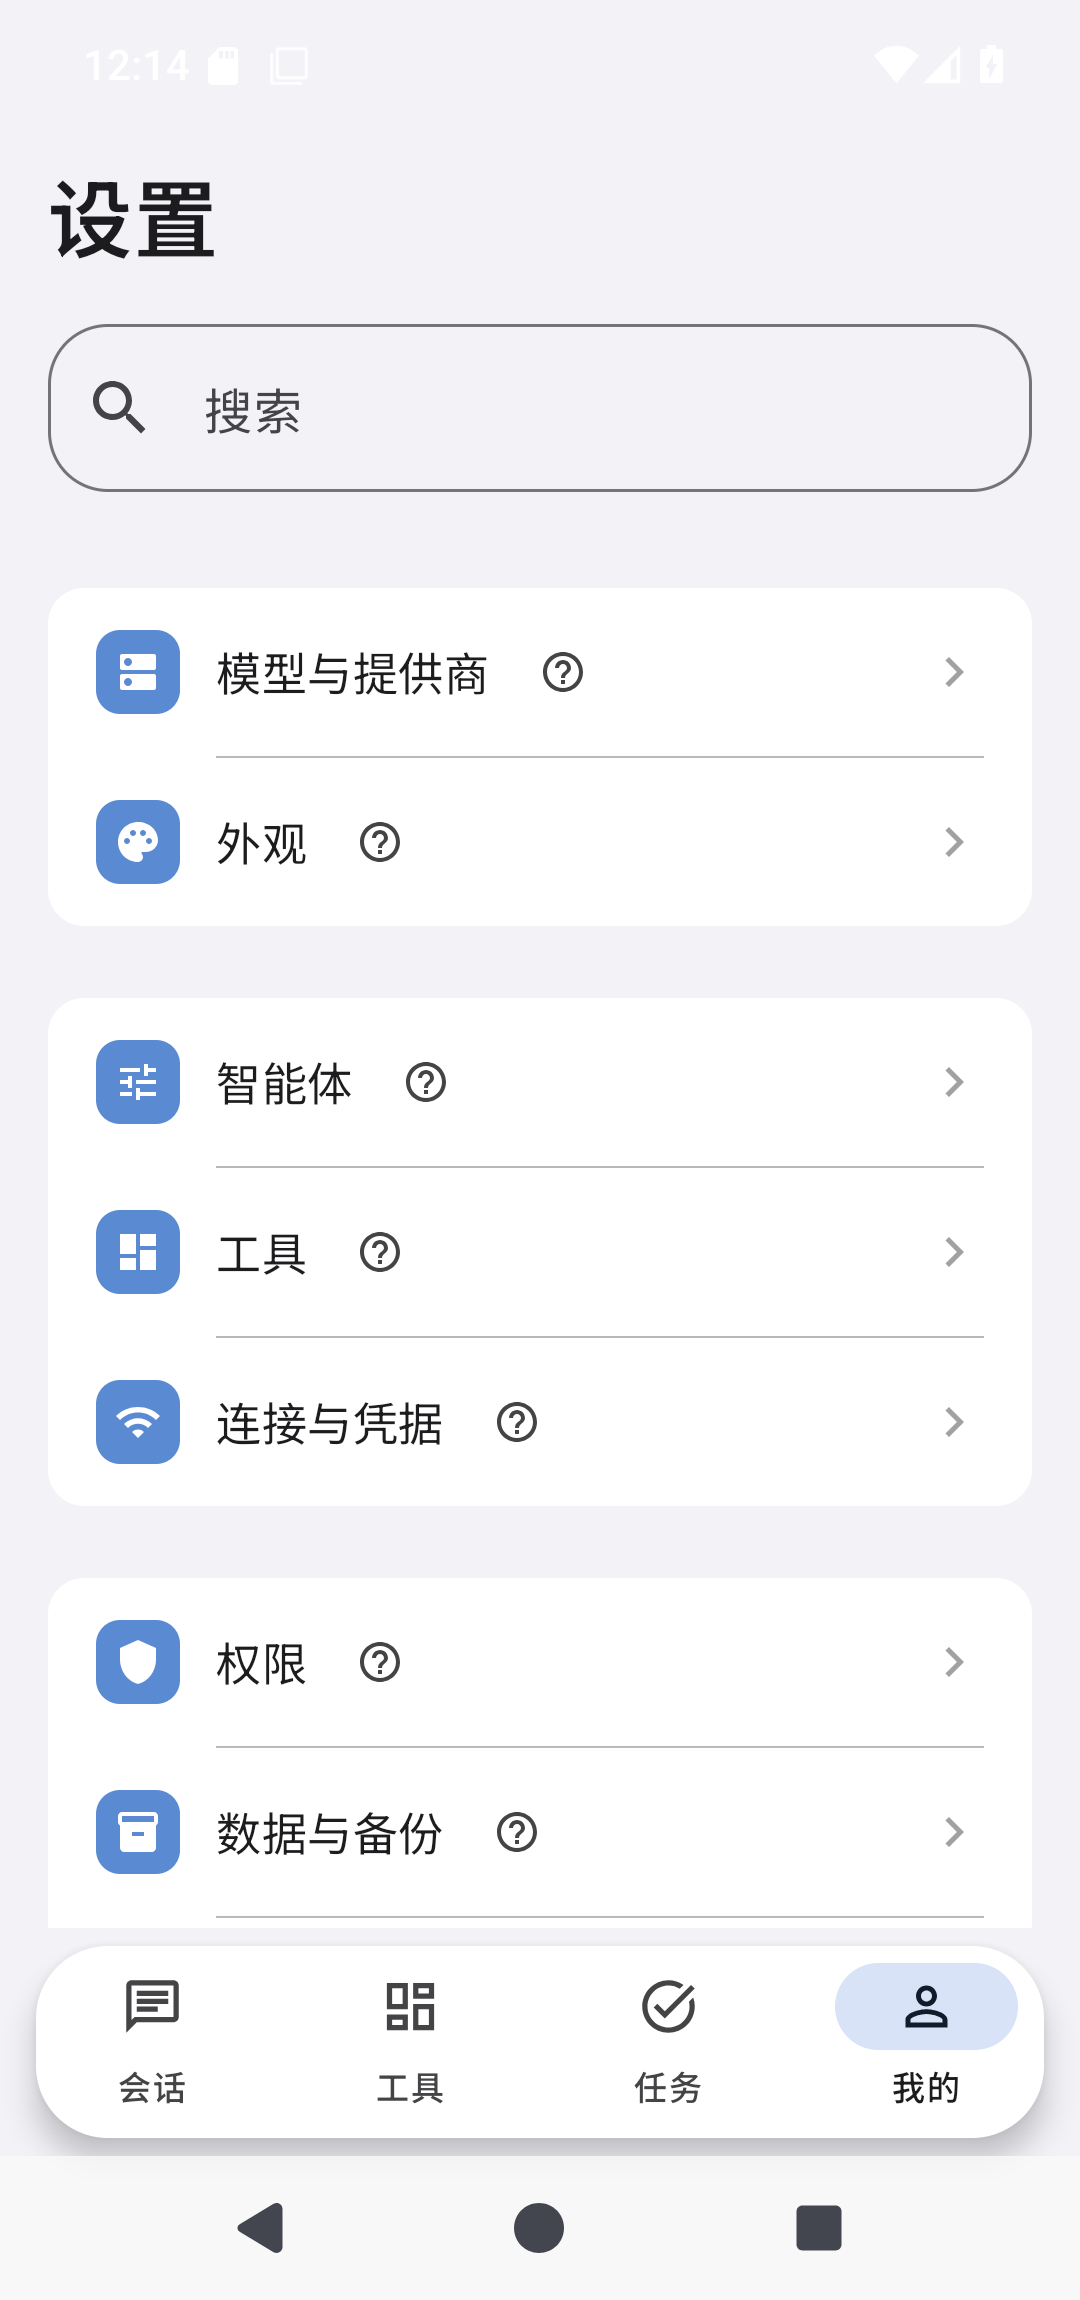 12:14
设置
搜索
模型与提供商
外观
智能体
工具
连接与凭据
权限
数据与备份
会话
工具
任务
我的